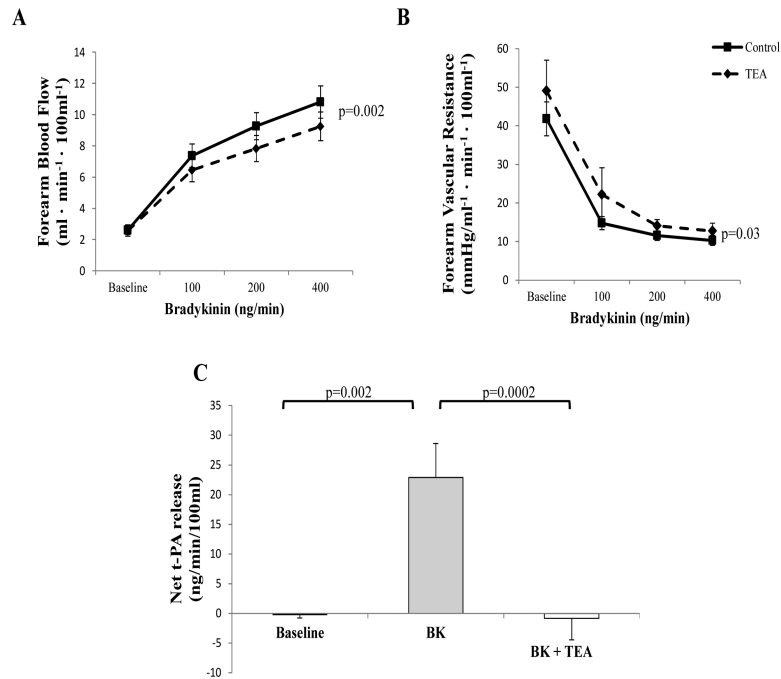 A
Forearm Blood Flow
(ml · min⁻¹ · 100ml⁻¹)
14
12
10
8
6
4
2
0
p=0.002
Baseline
100
200
400
Bradykinin (ng/min)
B
Control
TEA
Forearm Vascular Resistance
(mmHg/ml⁻¹ · min⁻¹ · 100ml⁻¹)
60
50
40
30
20
10
0
p=0.03
Baseline
100
200
400
Bradykinin (ng/min)
C
p=0.002
p=0.0002
Net t-PA release
(ng/min/100ml)
35
30
25
20
15
10
5
0
-5
-10
Baseline
BK
BK + TEA